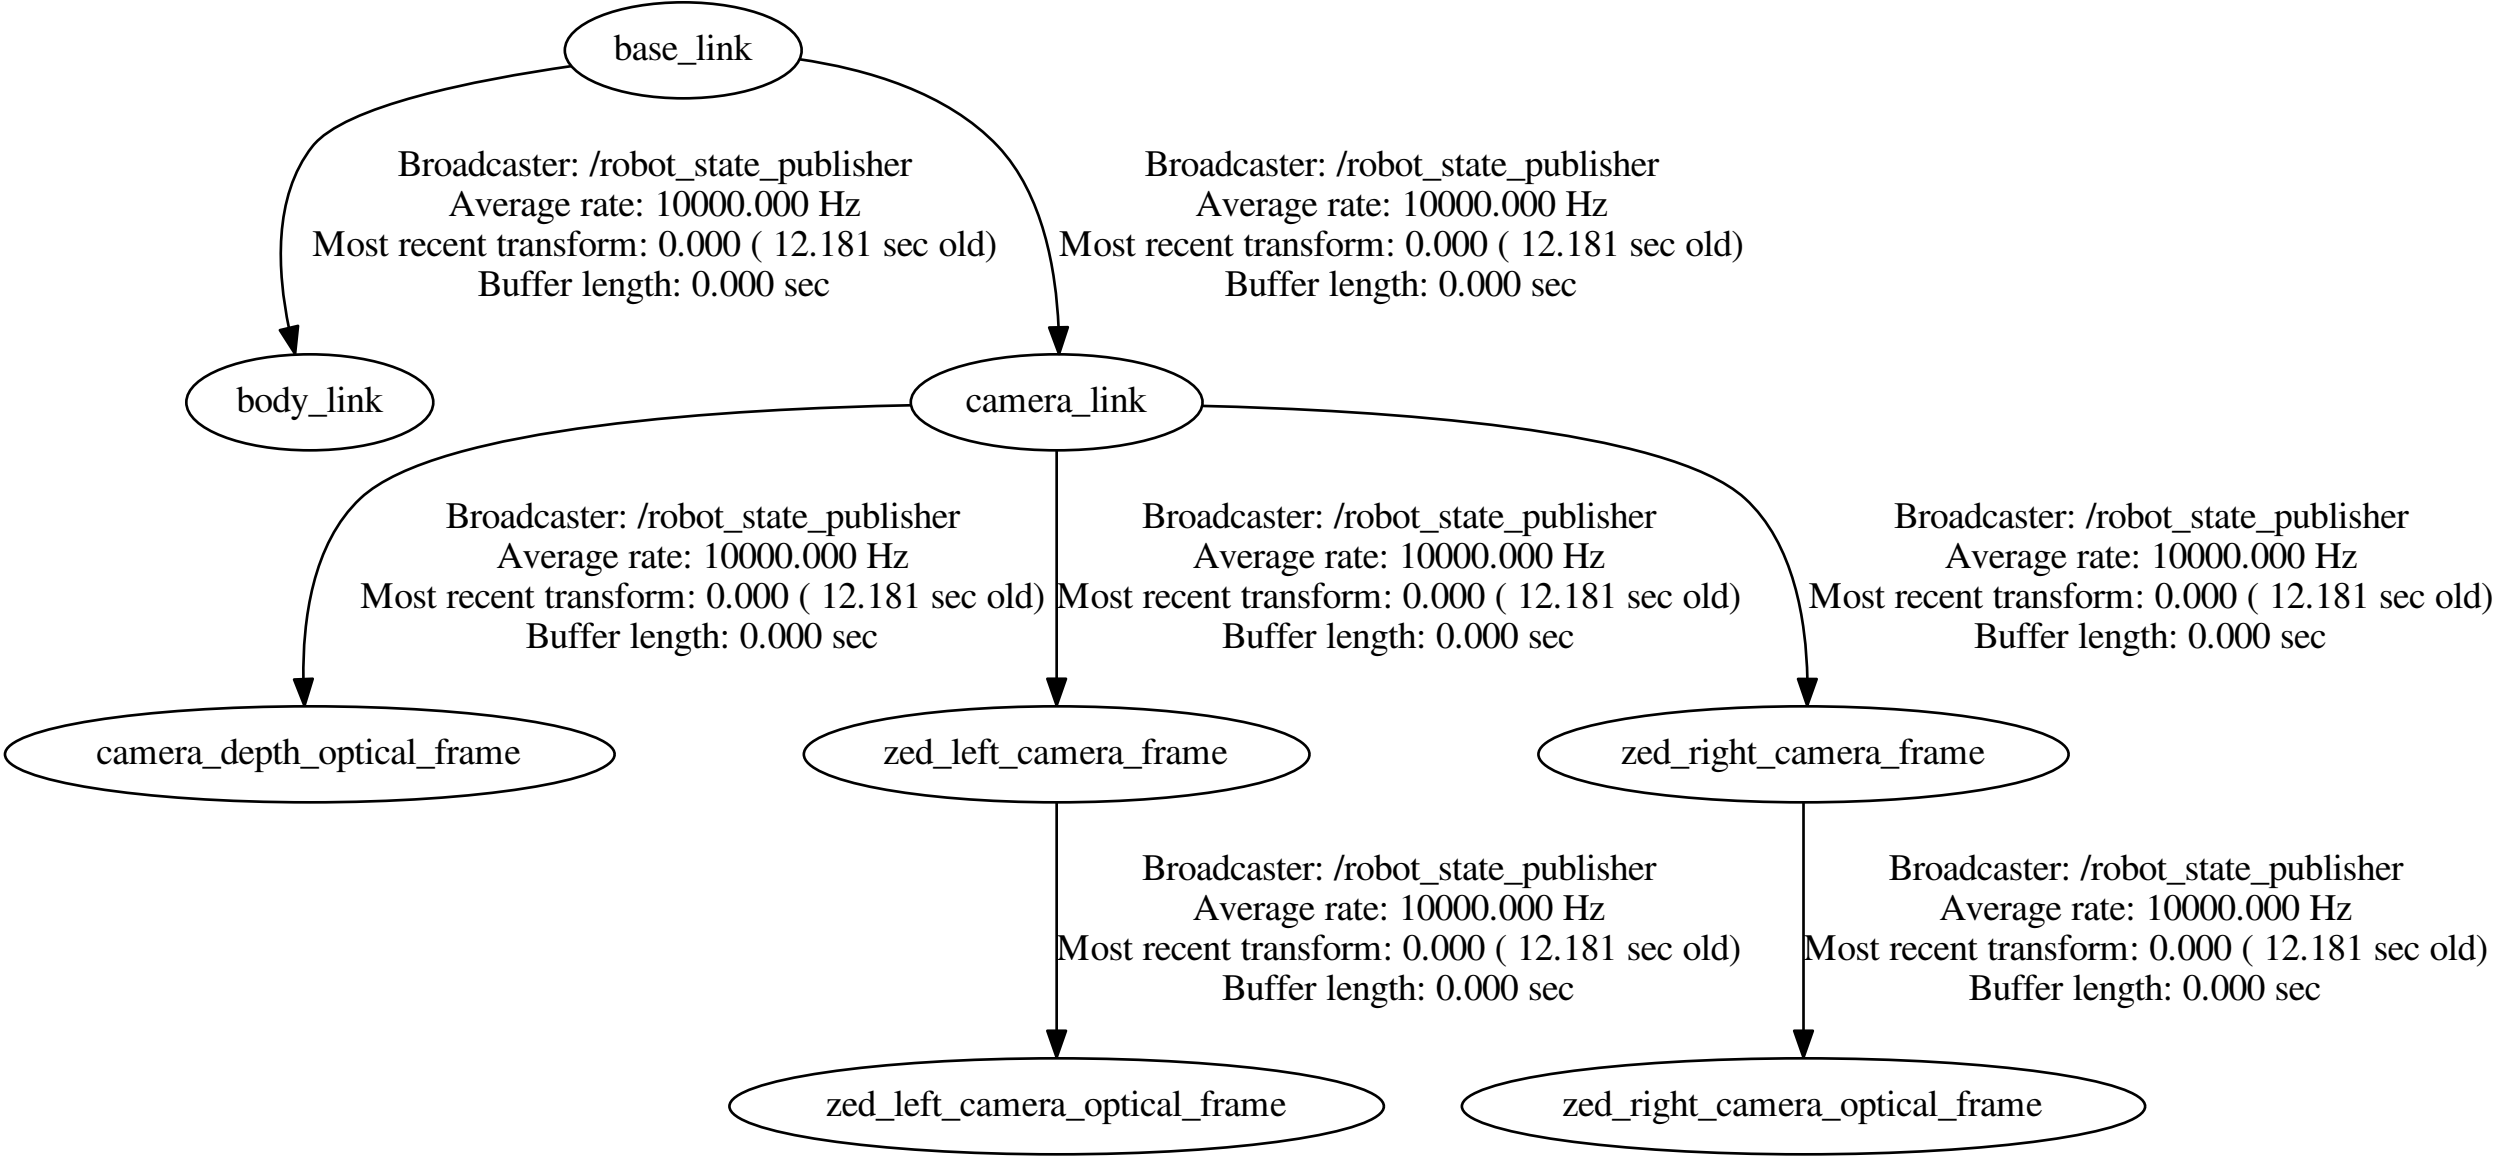 base_link
Broadcaster: /robot_state_publisher
Average rate: 10000.000 Hz
Most recent transform: 0.000 ( 12.181 sec old)
Buffer length: 0.000 sec
Broadcaster: /robot_state_publisher
Average rate: 10000.000 Hz
Most recent transform: 0.000 ( 12.181 sec old)
Buffer length: 0.000 sec
body_link
camera_link
Broadcaster: /robot_state_publisher
Average rate: 10000.000 Hz
Most recent transform: 0.000 ( 12.181 sec old)
Buffer length: 0.000 sec
Broadcaster: /robot_state_publisher
Average rate: 10000.000 Hz
Most recent transform: 0.000 ( 12.181 sec old)
Buffer length: 0.000 sec
Broadcaster: /robot_state_publisher
Average rate: 10000.000 Hz
Most recent transform: 0.000 ( 12.181 sec old)
Buffer length: 0.000 sec
camera_depth_optical_frame
zed_left_camera_frame
zed_right_camera_frame
Broadcaster: /robot_state_publisher
Average rate: 10000.000 Hz
Most recent transform: 0.000 ( 12.181 sec old)
Buffer length: 0.000 sec
Broadcaster: /robot_state_publisher
Average rate: 10000.000 Hz
Most recent transform: 0.000 ( 12.181 sec old)
Buffer length: 0.000 sec
zed_left_camera_optical_frame
zed_right_camera_optical_frame